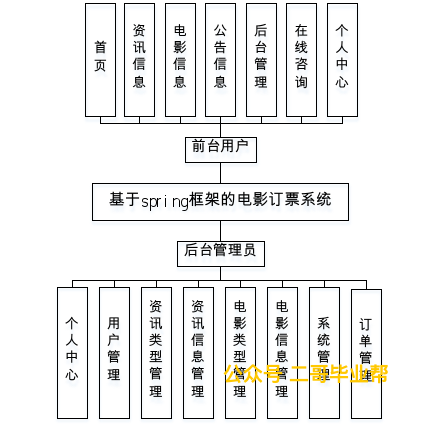 首页
资讯信息
电影信息
公告信息
后台管理
在线咨询
个人中心
前台用户
基于spring框架的电影订票系统
后台管理员
个人中心
用户管理
资讯类型管理
资讯信息管理
电影类型管理
电影信息管理
系统管理
订单管理
公众号 二哥毕业帮